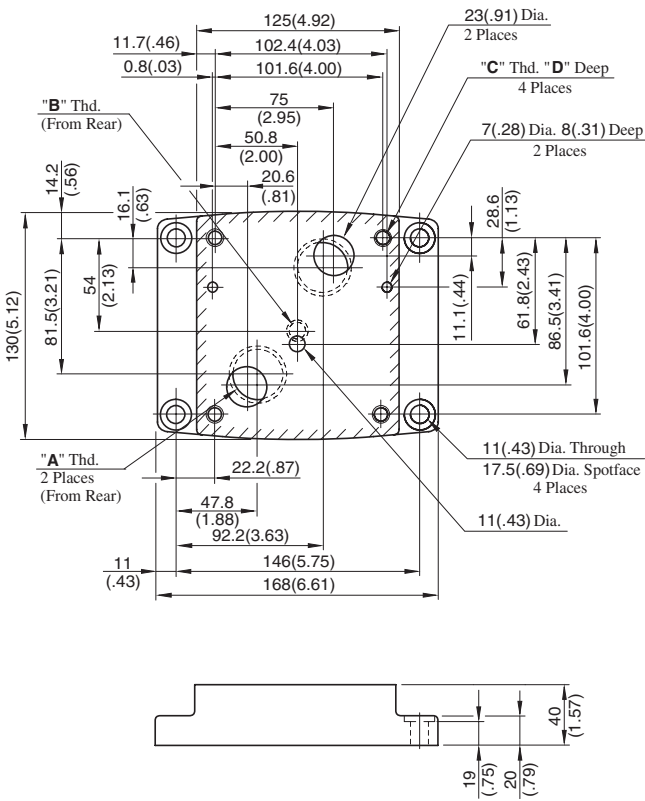 125(4.92)
23(.91) Dia.
2 Places
11.7(.46)
102.4(4.03)
0.8(.03)
101.6(4.00)
"C" Thd. "D" Deep
4 Places
"B" Thd.
(From Rear)
75
(2.95)
7(.28) Dia. 8(.31) Deep
2 Places
50.8
(2.00)
14.2
(.56)
16.1
(.63)
20.6
(.81)
28.6
(1.13)
130(5.12)
81.5(3.21)
54
(2.13)
11.1(.44)
61.8(2.43)
86.5(3.41)
101.6(4.00)
"A" Thd.
2 Places
(From Rear)
22.2(.87)
11(.43) Dia. Through
17.5(.69) Dia. Spotface
4 Places
47.8
(1.88)
11(.43) Dia.
92.2(3.63)
11
(.43)
146(5.75)
168(6.61)
40
(1.57)
19
(.75)
20
(.79)